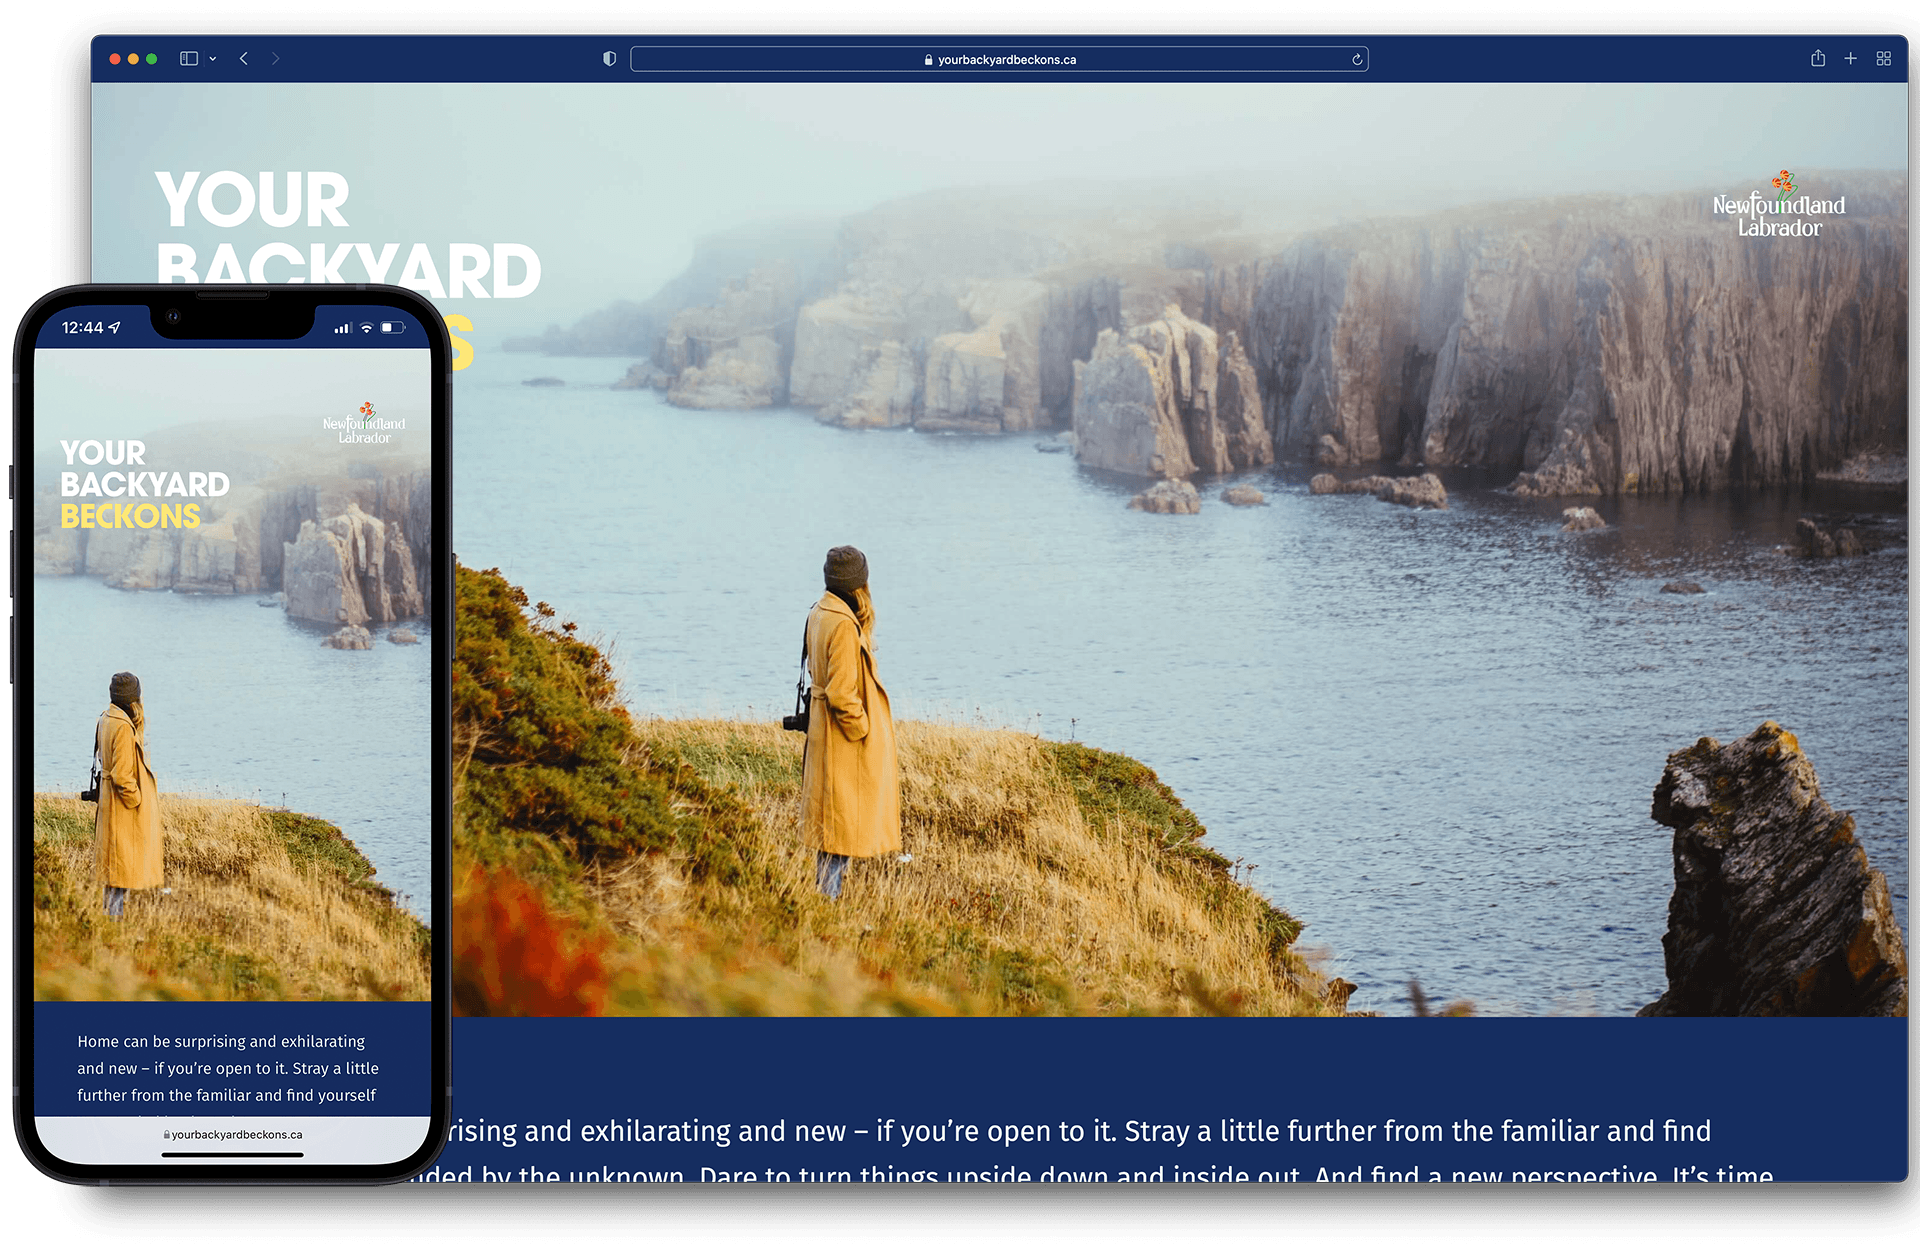 yourbackyardbeckons.ca
YOUR
BACKYARD
S
Newfoundland
Labrador
12:44
Newfoundland
Labrador
YOUR
BACKYARD
BECKONS
Home can be surprising and exhilarating
and new – if you're open to it. Stray a little
further from the familiar and find yourself
yourbackyardbeckons.ca
rising and exhilarating and new – if you're open to it. Stray a little further from the familiar and find
ded by the unknown. Dare to turn things upside down and inside out. And find a new perspective. It's time